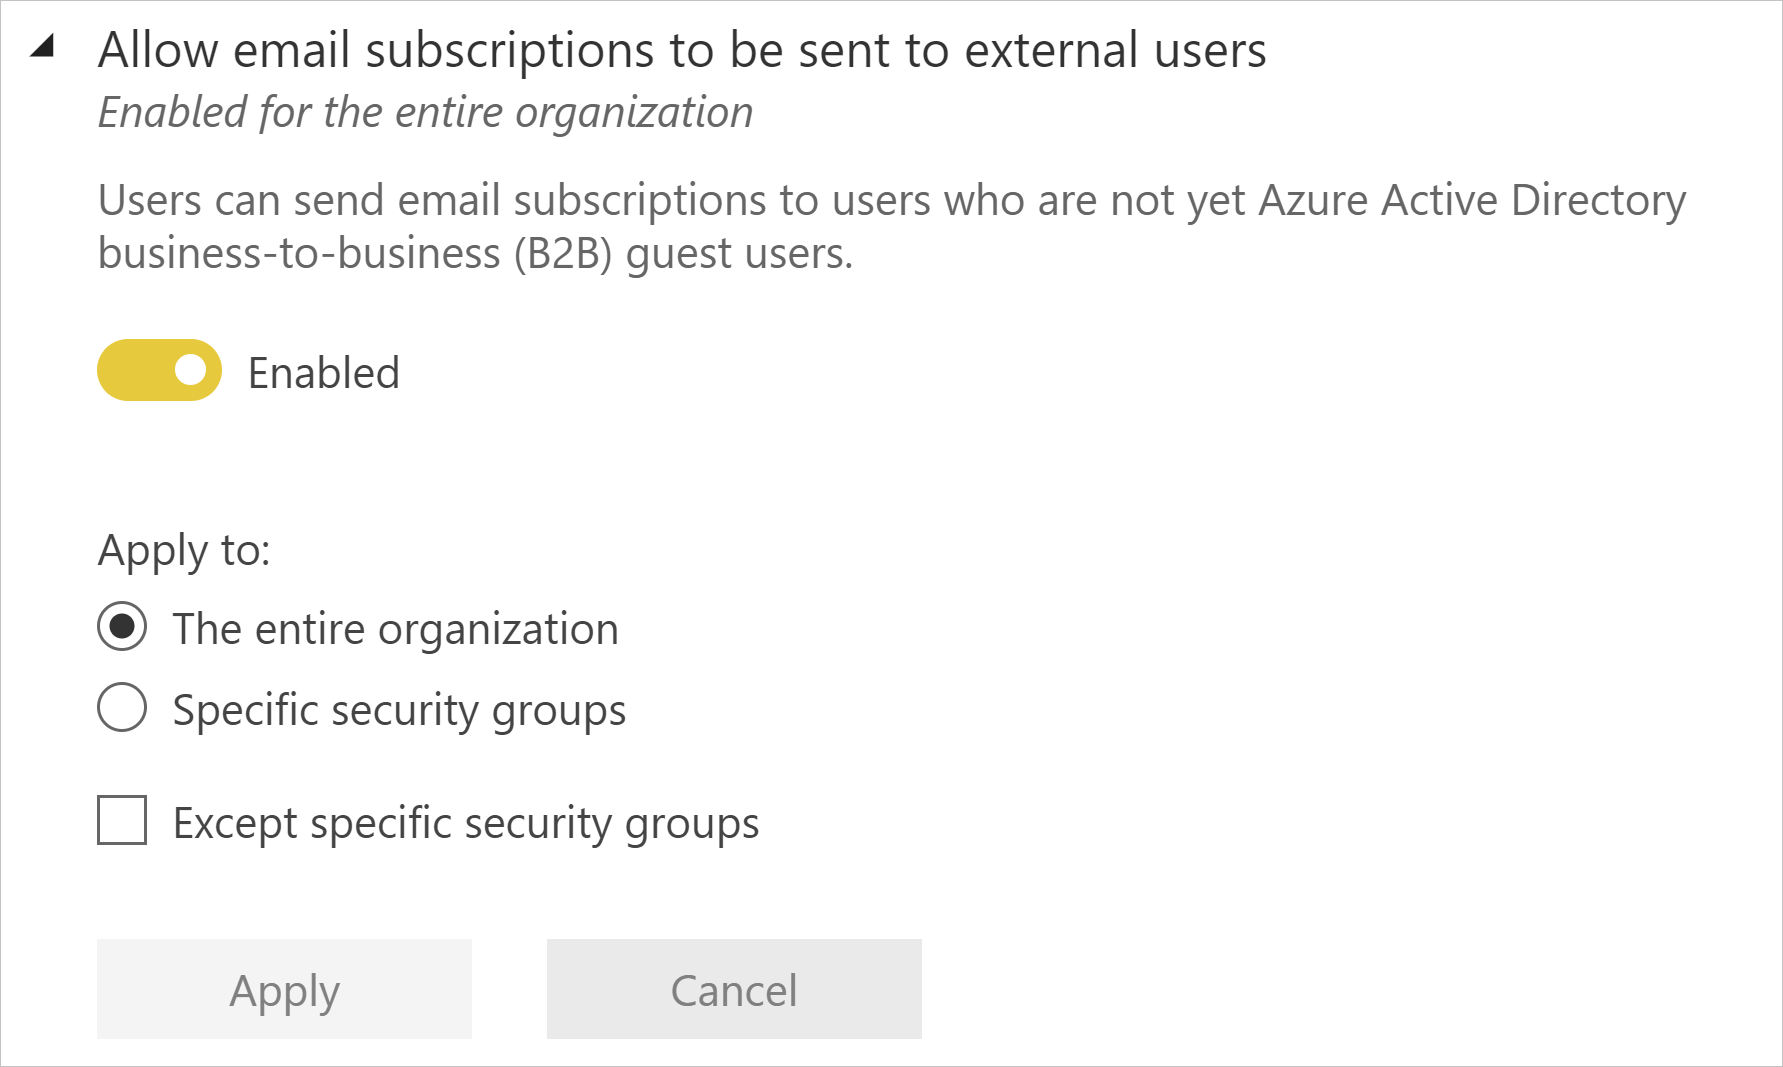 Allow email subscriptions to be sent to external users
Enabled for the entire organization
Users can send email subscriptions to users who are not yet Azure Active Directory
business-to-business (B2B) guest users.
Enabled
Apply to:
The entire organization
Specific security groups
Except specific security groups
Apply
Cancel